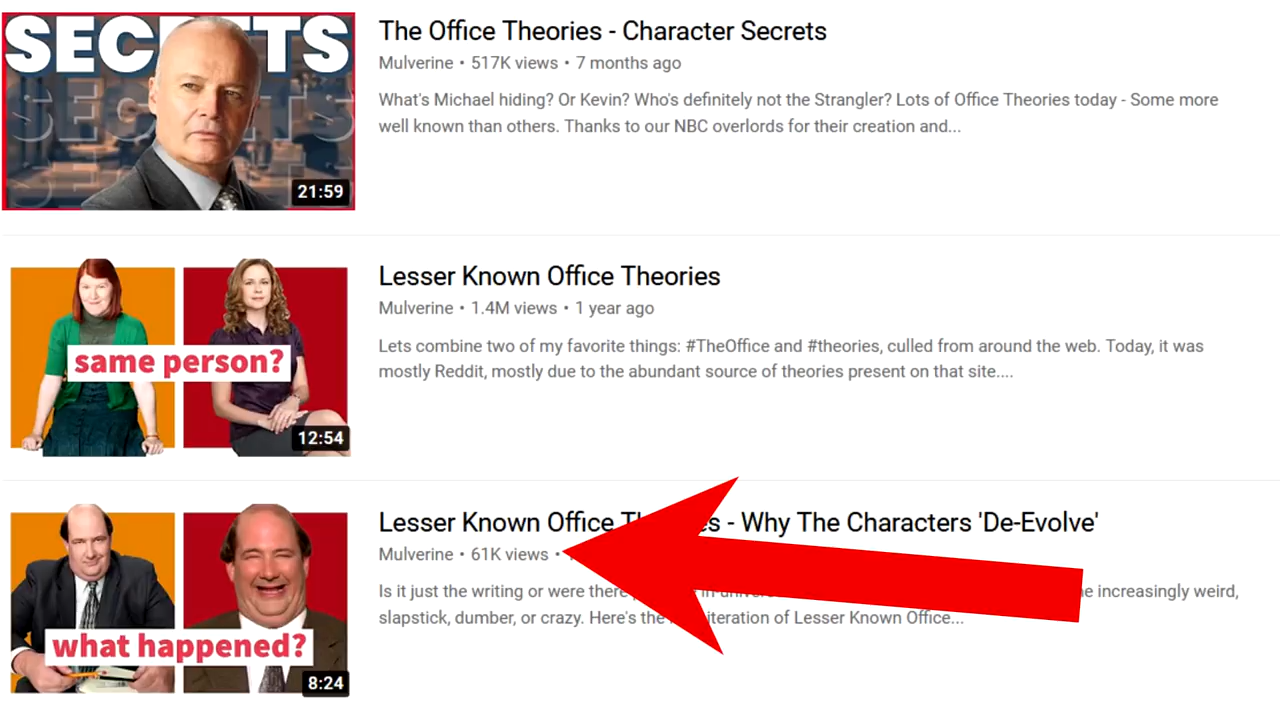 SECRETS
21:59
The Office Theories - Character Secrets
Mulverine • 517K views • 7 months ago
What's Michael hiding? Or Kevin? Who's definitely not the Strangler? Lots of Office Theories today - Some more
well known than others. Thanks to our NBC overlords for their creation and...
same person?
12:54
Lesser Known Office Theories
Mulverine • 1.4M views • 1 year ago
Lets combine two of my favorite things: #TheOffice and #theories, culled from around the web. Today, it was
mostly Reddit, mostly due to the abundant source of theories present on that site....
what happened?
8:24
Lesser Known Office Theories - Why The Characters 'De-Evolve'
Mulverine • 61K views •
Is it just the writing or were there in-universe increasingly weird,
slapstick, dumber, or crazy. Here's the iteration of Lesser Known Office...